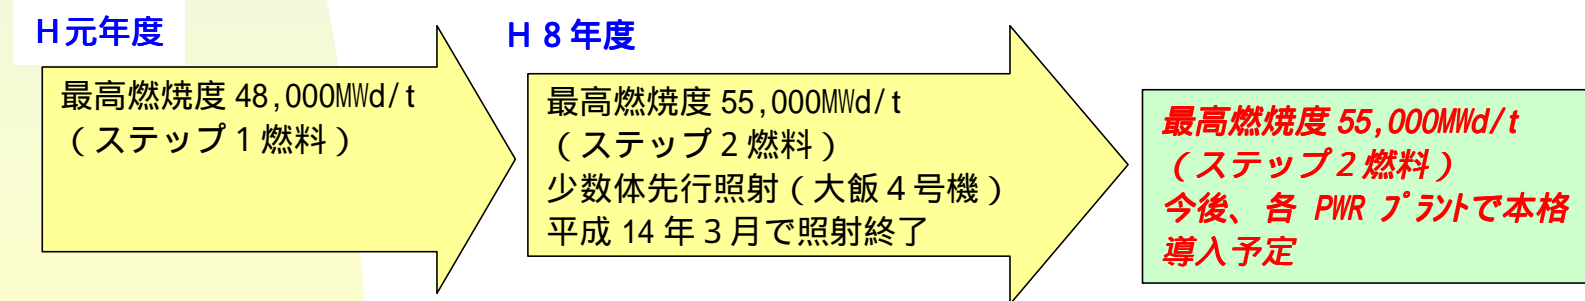 H元年度
最高燃焼度 48,000MWd/t
（ステップ１燃料）
H８年度
最高燃焼度 55,000MWd/t
（ステップ２燃料）
少数体先行照射（大飯４号機）
平成 14 年３月で照射終了
最高燃焼度 55,000MWd/t
（ステップ２燃料）
今後、各 PWR ﾌﾟﾗﾝﾄで本格
導入予定